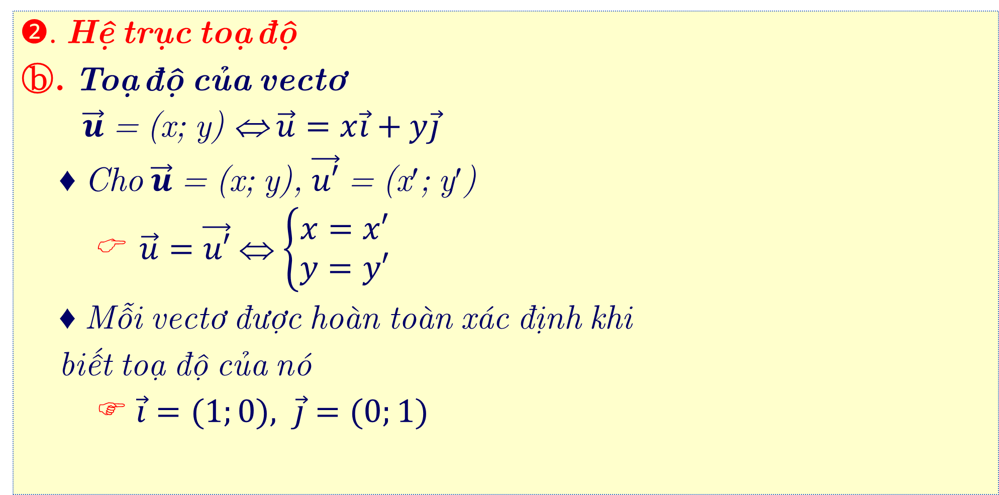 ❷. Hệ trục toạ độ
ⓑ. Toạ độ của vectơ
$\vec{u}$ = (x; y) ⇔ $\vec{u} = x\vec{i} + y\vec{j}$
♦ Cho $\vec{u}$ = (x; y), $\overrightarrow{u'}$ = (x′; y′)
☞ $\vec{u} = \overrightarrow{u'}$ ⇔ $\begin{cases} x = x' \\ y = y' \end{cases}$
♦ Mỗi vectơ được hoàn toàn xác định khi
biết toạ độ của nó
☞ $\vec{i} = (1; 0), \vec{j} = (0; 1)$